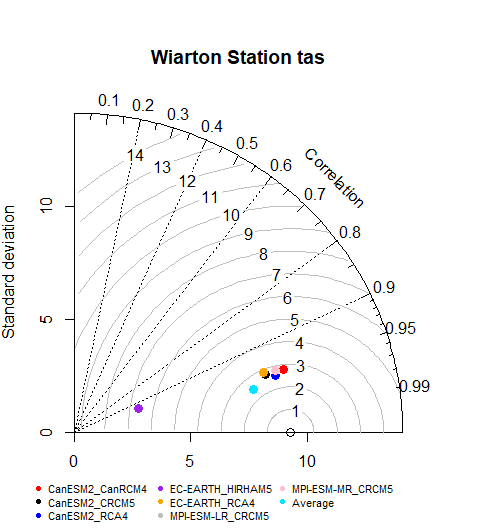 Wiarton Station tas
0.1 0.2 0.3 0.4 0.5 0.6 0.7 0.8 0.9 0.95 0.99
Correlation
Standard deviation
10
5
0
14
13
12
11
10
9
8
7
6
5
4
3
2
1
0 5 10
CanESM2_CanRCM4 EC-EARTH_HIRHAM5 MPI-ESM-MR_CRCM5
CanESM2_CRCM5 EC-EARTH_RCA4 Average
CanESM2_RCA4 MPI-ESM-LR_CRCM5